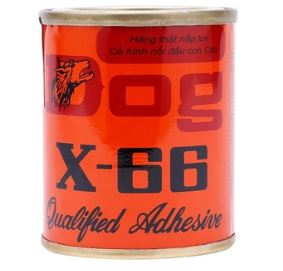 Hàng thật nắp lon
Có hình nổi đầu con Chó
Dog
X-66
Qualified Adhesive